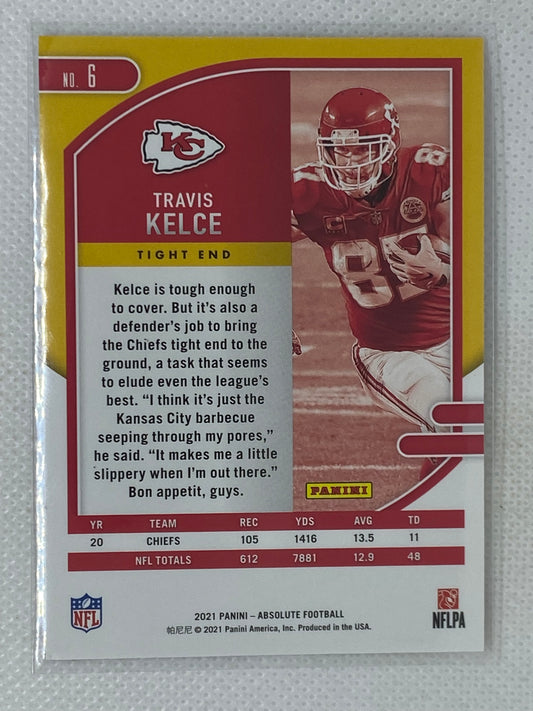 NO. 6
KC
TRAVIS
KELCE
TIGHT END
87
Kelce is tough enough
to cover. But it's also a
defender's job to bring
the Chiefs tight end to the
ground, a task that seems
to elude even the league's
best. "I think it's just the
Kansas City barbecue
seeping through my pores,"
he said. "It makes me a little
slippery when I'm out there."
Bon appetit, guys.
PANINI
YR TEAM REC YDS AVG TD
20 CHIEFS 105 1416 13.5 11
NFL TOTALS 612 7881 12.9 48
NFL
2021 PANINI – ABSOLUTE FOOTBALL
帕尼尼 © 2021 Panini America, Inc. Produced in the USA.
NFLPA